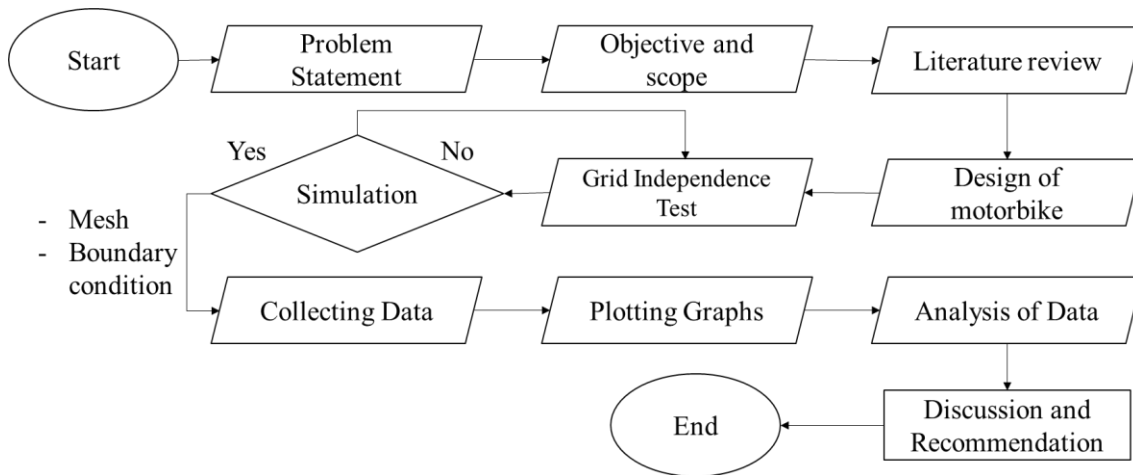 Start
Problem
Statement
Objective and
scope
Literature review
Yes
No
Simulation
Grid Independence
Test
Design of
motorbike
- Mesh
- Boundary
condition
Collecting Data
Plotting Graphs
Analysis of Data
End
Discussion and
Recommendation